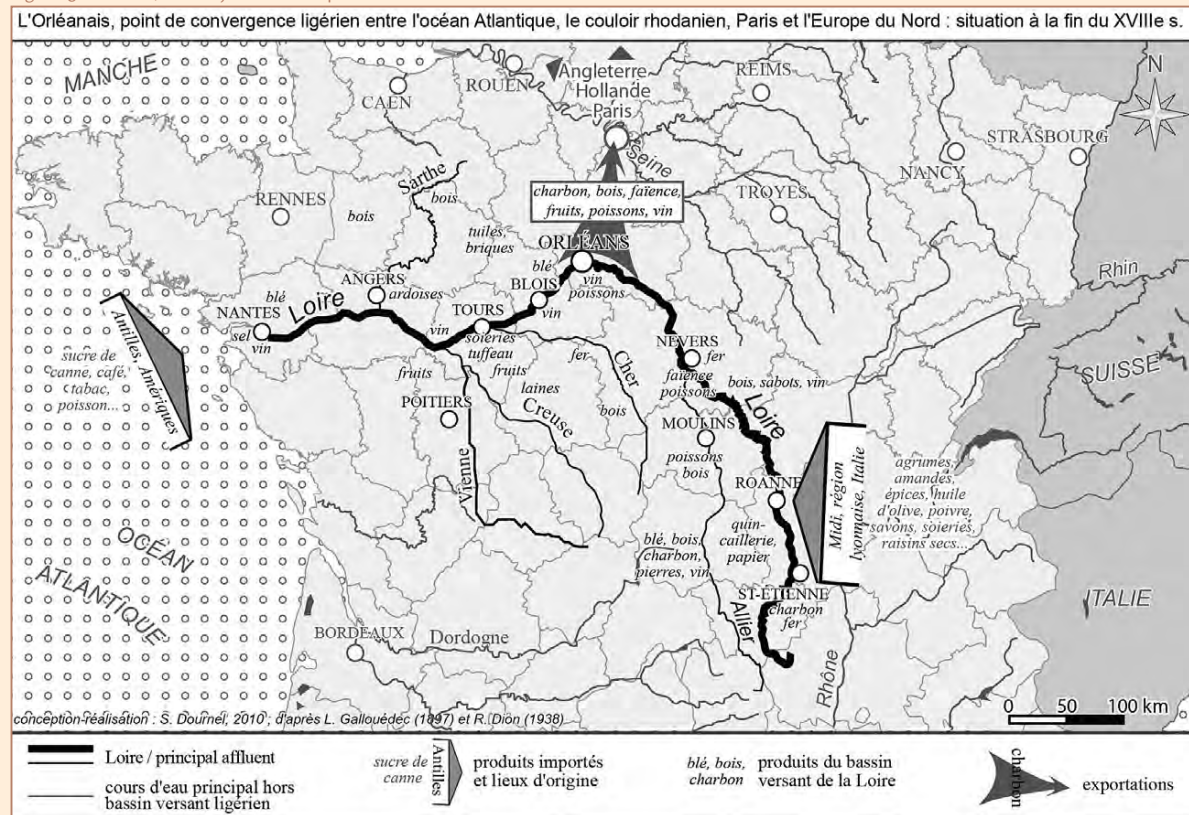 L'Orléanais, point de convergence ligérien entre l'océan Atlantique, le couloir rhodanien, Paris et l'Europe du Nord : situation à la fin du XVIIIe s.
MANCHE
CAEN
ROUEN
Angleterre
Hollande
Paris
REIMS
N
STRASBOURG
NANCY
Seine
TROYES
charbon, bois, faïence,
fruits, poissons, vin
RENNES
bois
Sarthe
bois
tuiles,
briques
ORLÉANS
blé
BLOIS
vin
vin
poissons
Rhin
ANGERS
ardoises
blé
NANTES
sel
vin
Loire
TOURS
vin
soieries
tuffeau
fruits
fruits
fer
Cher
NEVERS
fer
faïence
poissons
bois, sabots, vin
Loire
SUISSE
Antilles, Amériques
sucre de
canne, café,
tabac,
poisson...
POITIERS
laines
Creuse
bois
MOULINS
poissons
bois
Vienne
ROANNE
Midi, région
lyonnaise, Italie
agrumes,
amandes,
épices, huile
d'olive, poivre,
savons, soieries,
raisins secs...
quin-
caillerie,
papier
blé, bois,
charbon,
pierres, vin
OCÉAN
ATLANTIQUE
ST-ÉTIENNE
charbon
fer
Allier
Rhône
ITALIE
BORDEAUX
Dordogne
0 50 100 km
conception-réalisation : S. Dournel, 2010 ; d'après L. Gallouédec (1897) et R. Dion (1938)
Loire / principal affluent
cours d'eau principal hors
bassin versant ligérien
sucre de
canne
Antilles
produits importés
et lieux d'origine
blé, bois,
charbon
produits du bassin
versant de la Loire
charbon
exportations